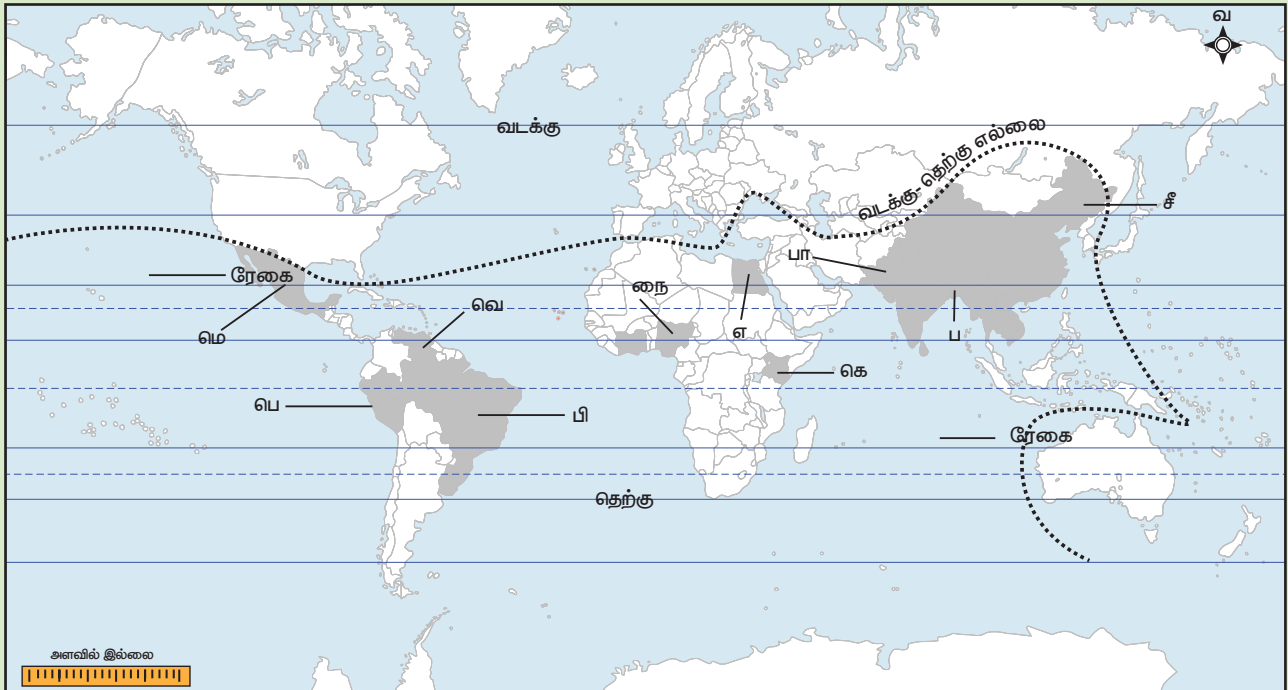 வ
வடக்கு
வடக்கு-தெற்கு எல்லை
சீ
பா
ரேகை
நை
வெ
மெ
எ
ப
கெ
பெ
பி
ரேகை
தெற்கு
அளவில் இல்லை